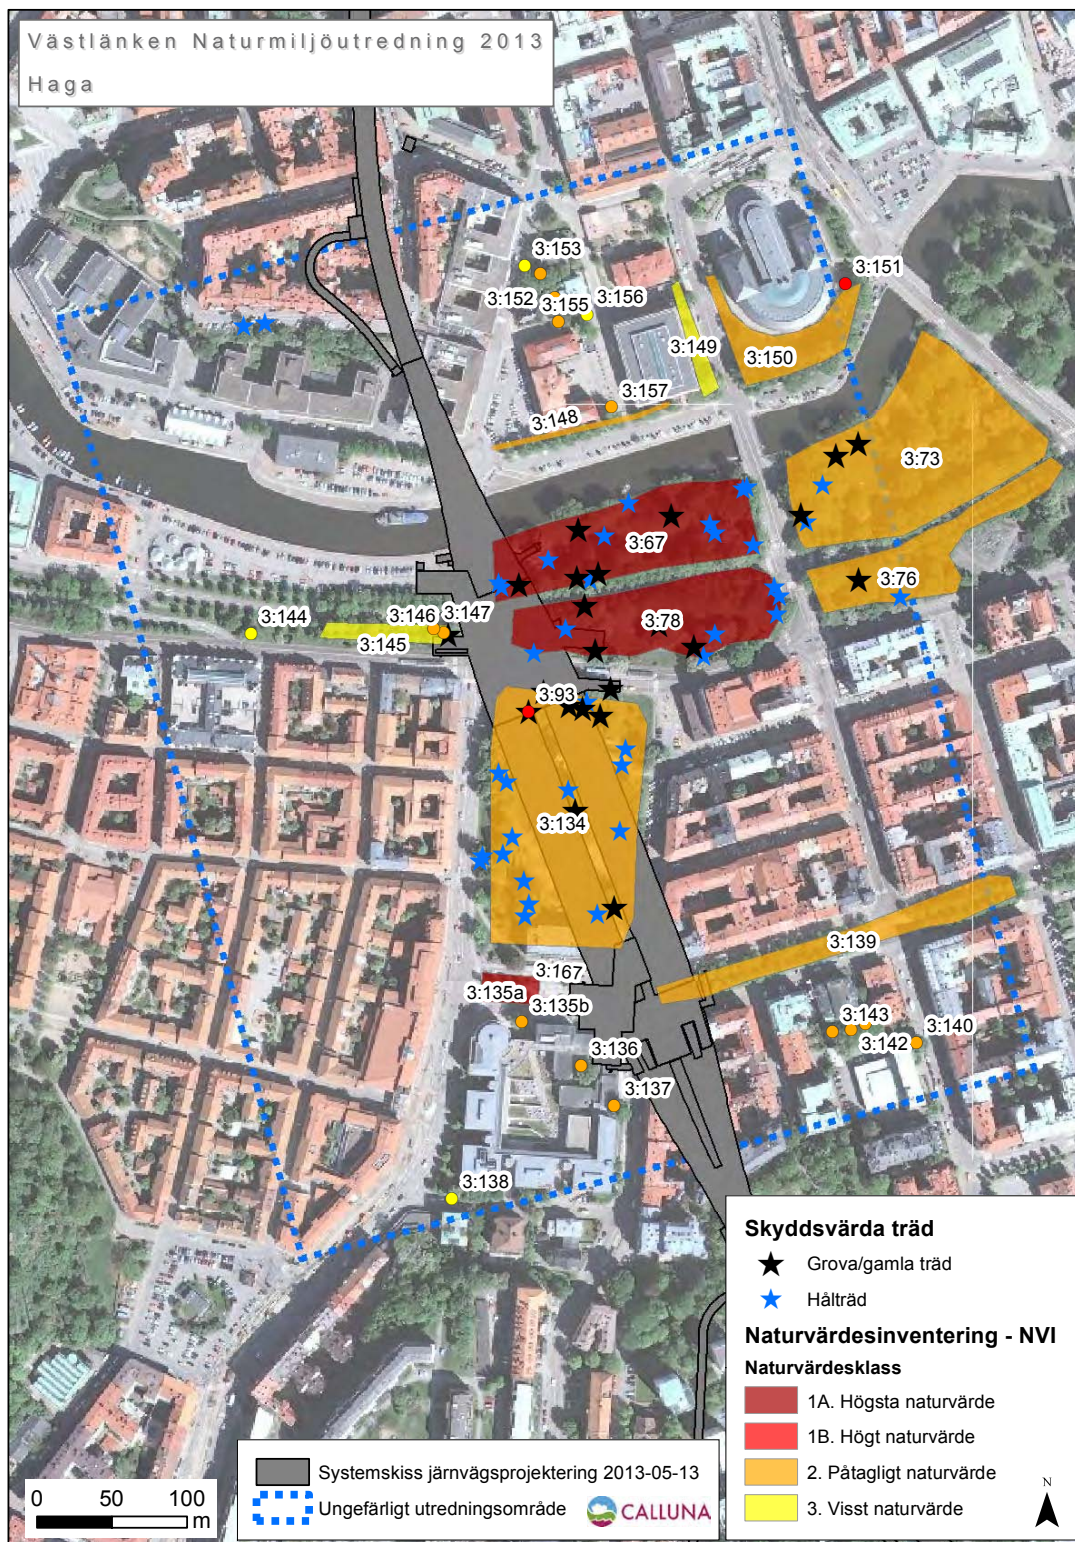 Västlänken Naturmiljöutredning 2013
Haga
3:153
3:151
3:152
3:155
3:156
3:149
3:150
3:157
3:148
3:73
3:67
3:76
3:144
3:146
3:147
3:78
3:145
3:93
3:134
3:139
3:167
3:135a
3:135b
3:143
3:140
3:142
3:136
3:137
3:138
Skyddsvärda träd
Grova/gamla träd
Hålträd
Naturvärdesinventering - NVI
Naturvärdesklass
1A. Högsta naturvärde
1B. Högt naturvärde
2. Påtagligt naturvärde
3. Visst naturvärde
N
Systemskiss järnvägsprojektering 2013-05-13
Ungefärligt utredningsområde
CALLUNA
0 50 100
m